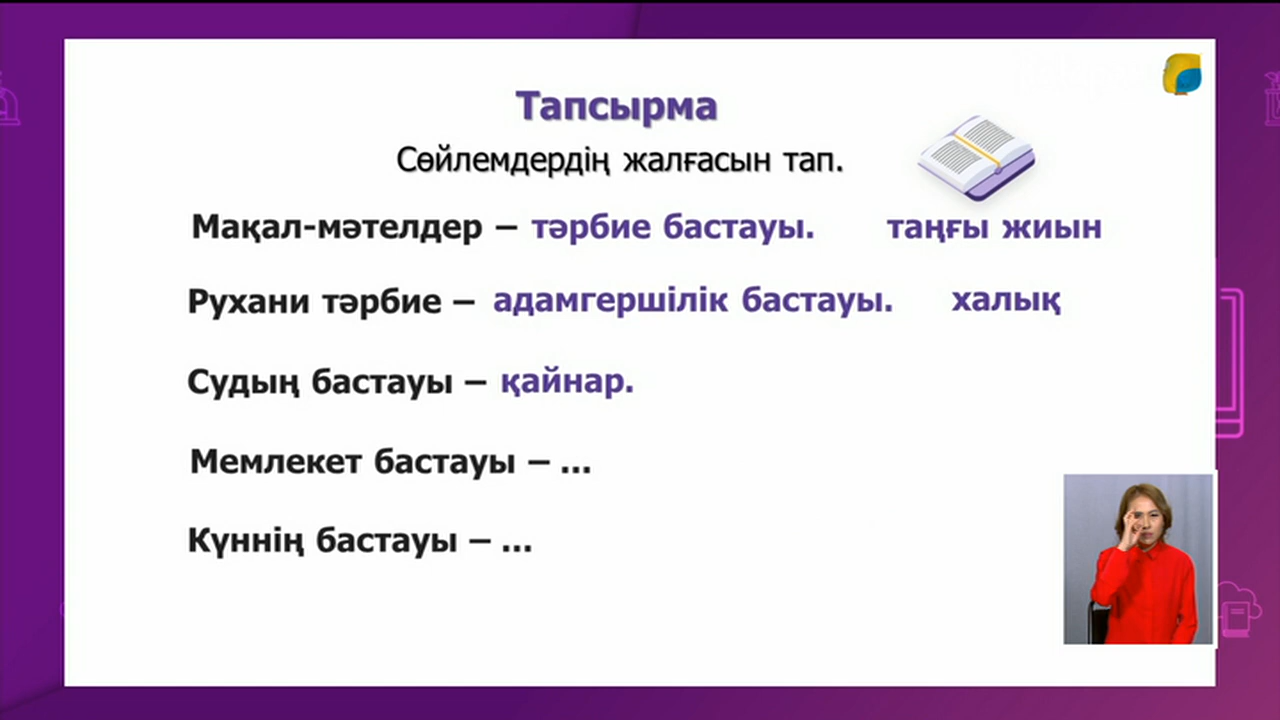 Тапсырма
Сөйлемдердің жалғасын тап.
Мақал-мәтелдер – тәрбие бастауы. таңғы жиын
Рухани тәрбие – адамгершілік бастауы. халық
Судың бастауы – қайнар.
Мемлекет бастауы – ...
Күннің бастауы – ...